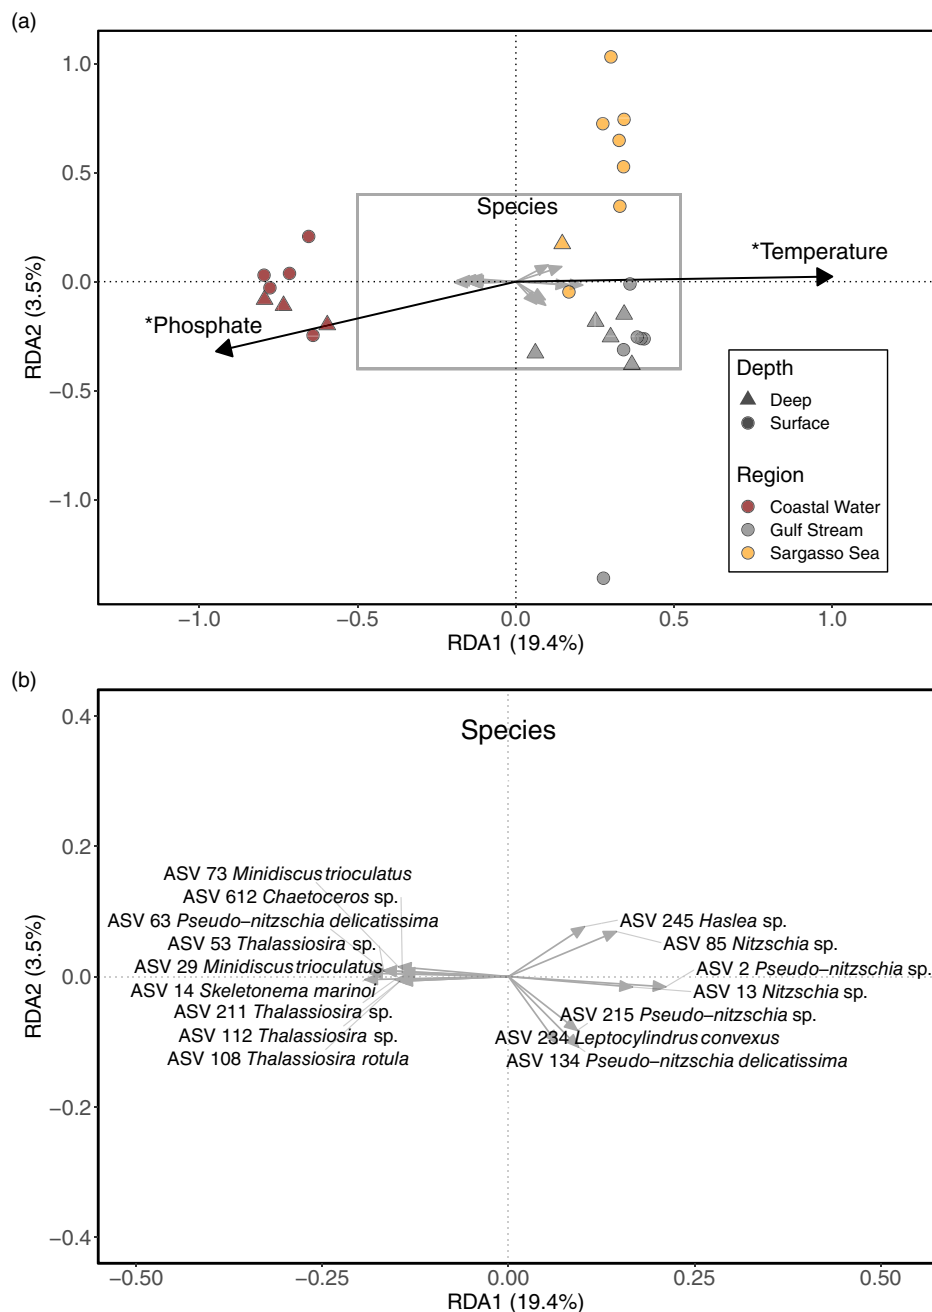 (a)
1.0
0.5
0.0
−0.5
−1.0
RDA2 (3.5%)
Species
*Temperature
*Phosphate
Depth
Deep
Surface
Region
Coastal Water
Gulf Stream
Sargasso Sea
−1.0 −0.5 0.0 0.5 1.0
RDA1 (19.4%)
(b)
Species
0.4
0.2
0.0
−0.2
−0.4
RDA2 (3.5%)
ASV 73 Minidiscus trioculatus
ASV 612 Chaetoceros sp.
ASV 63 Pseudo−nitzschia delicatissima
ASV 53 Thalassiosira sp.
ASV 29 Minidiscus trioculatus
ASV 14 Skeletonema marinoi
ASV 211 Thalassiosira sp.
ASV 112 Thalassiosira sp.
ASV 108 Thalassiosira rotula
ASV 245 Haslea sp.
ASV 85 Nitzschia sp.
ASV 2 Pseudo−nitzschia sp.
ASV 13 Nitzschia sp.
ASV 215 Pseudo−nitzschia sp.
ASV 234 Leptocylindrus convexus
ASV 134 Pseudo−nitzschia delicatissima
−0.50 −0.25 0.00 0.25 0.50
RDA1 (19.4%)